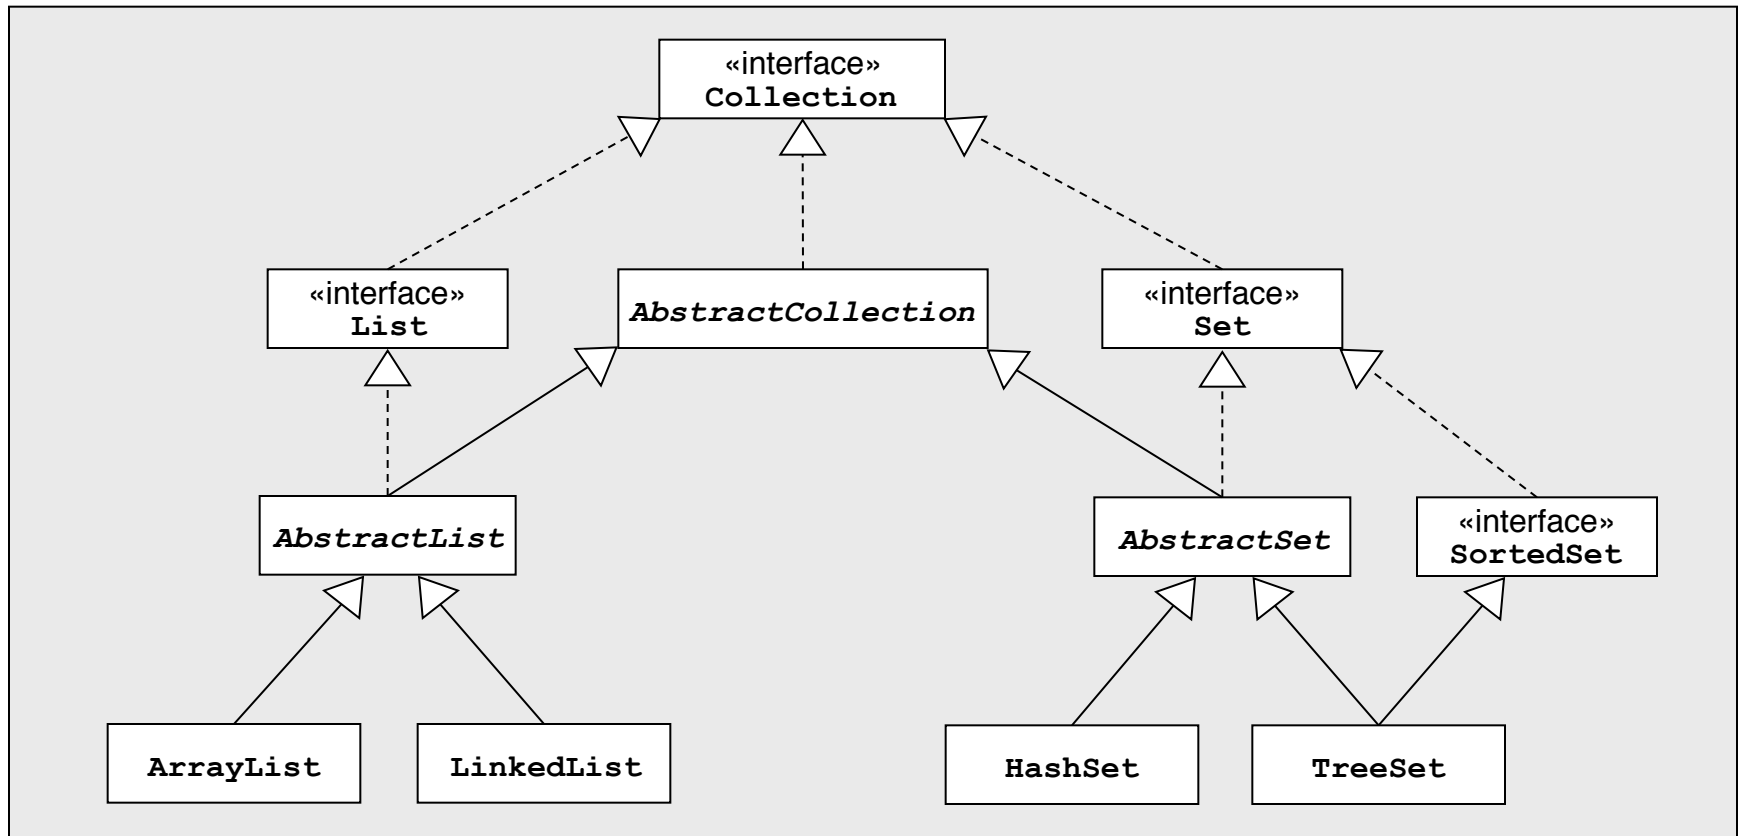 «interface»
Collection
«interface»
List
AbstractCollection
«interface»
Set
AbstractList
AbstractSet
«interface»
SortedSet
ArrayList
LinkedList
HashSet
TreeSet